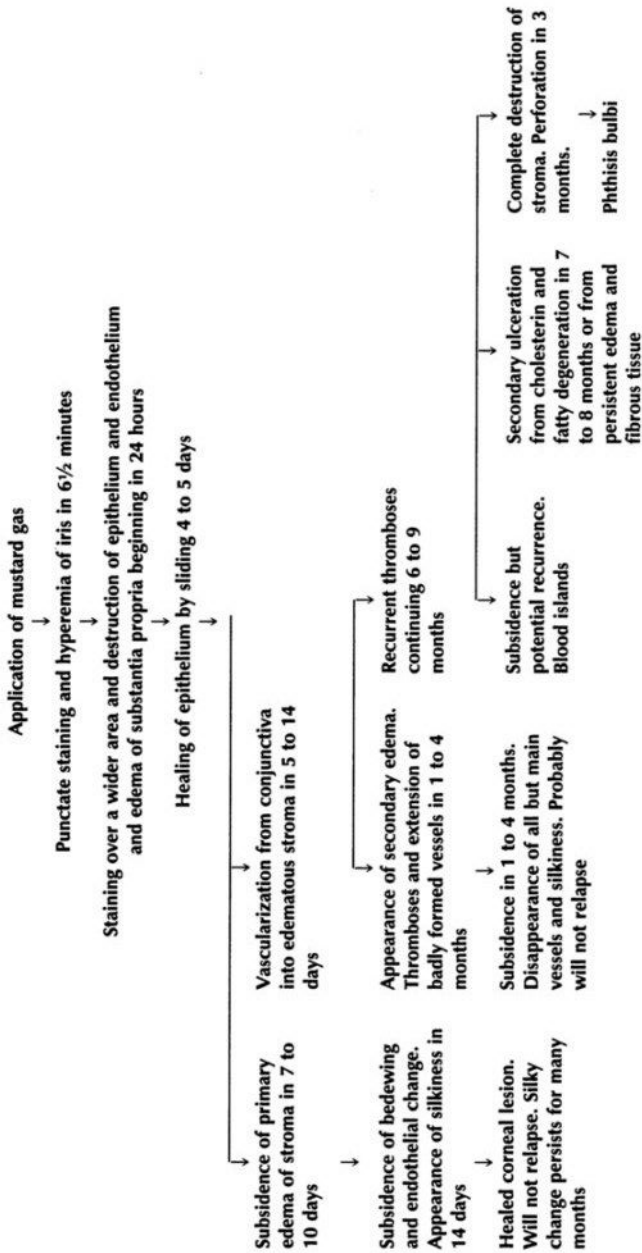 Application of mustard gas
↓
Punctate staining and hyperemia of iris in 6½ minutes
↓
Staining over a wider area and destruction of epithelium and endothelium
and edema of substantia propria beginning in 24 hours
↓
Healing of epithelium by sliding 4 to 5 days
↓
Subsidence of primary
edema of stroma in 7 to
10 days
↓
Subsidence of bedewing
and endothelial change.
Appearance of silkiness in
14 days
↓
Healed corneal lesion.
Will not relapse. Silky
change persists for many
months
Vascularization from conjunctiva
into edematous stroma in 5 to 14
days
Appearance of secondary edema.
Thromboses and extension of
badly formed vessels in 1 to 4
months
↓
Subsidence in 1 to 4 months.
Disappearance of all but main
vessels and silkiness. Probably
will not relapse
Recurrent thromboses
continuing 6 to 9
months
Subsidence but
potential recurrence.
Blood islands
Secondary ulceration
from cholesterin and
fatty degeneration in 7
to 8 months or from
persistent edema and
fibrous tissue
Complete destruction of
stroma. Perforation in 3
months.
↓
Phthisis bulbi